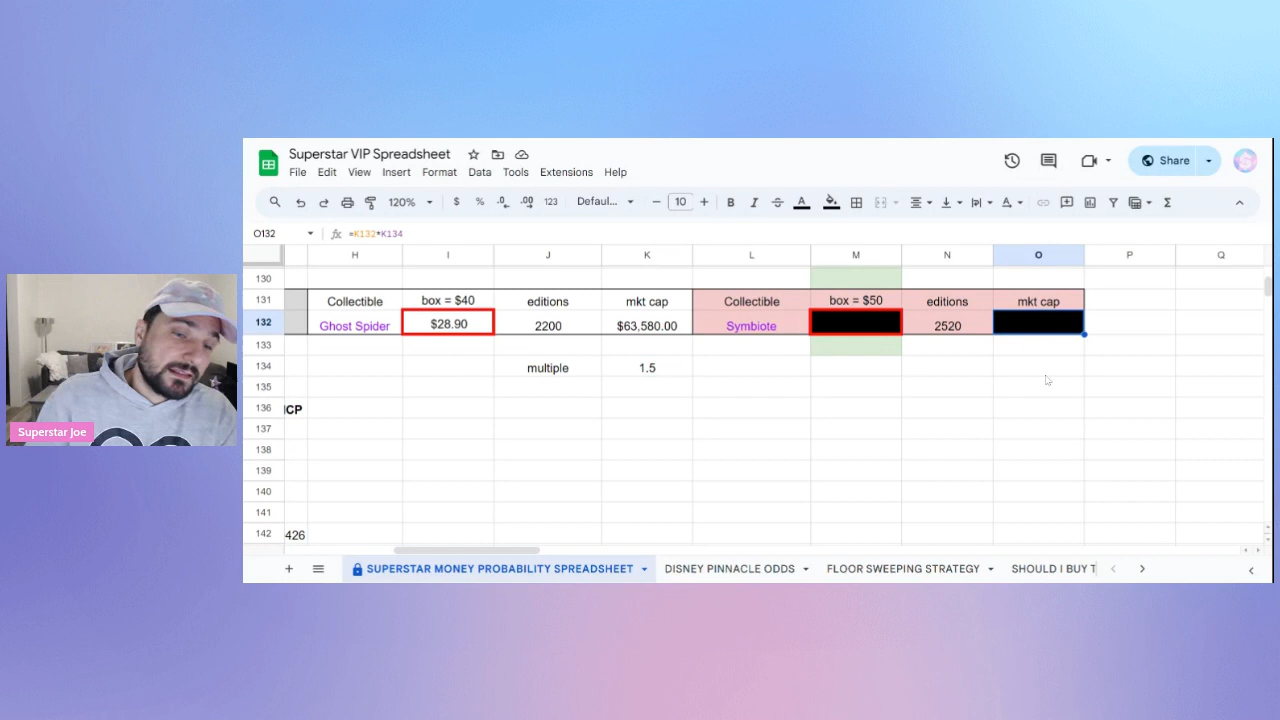 Superstar VIP Spreadsheet
File Edit View Insert Format Data Tools Extensions Help
Share
120% $ % .0 .00 123 Defaul... 10 B I A
O132 fx =K132*K134
H I J K L M N O P Q
130
131 Collectible box = $40 editions mkt cap Collectible box = $50 editions mkt cap
132 Ghost Spider $28.90 2200 $63,580.00 Symbiote 2520
133
134 multiple 1.5
135
136 ICP
137
138
139
140
141
142 426
SUPERSTAR MONEY PROBABILITY SPREADSHEET DISNEY PINNACLE ODDS FLOOR SWEEPING STRATEGY SHOULD I BUY T
Superstar Joe